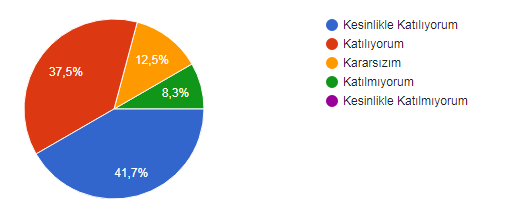 37,5%
12,5%
8,3%
41,7%
Kesinlikle Katılıyorum
Katılıyorum
Kararsızım
Katılmıyorum
Kesinlikle Katılmıyorum